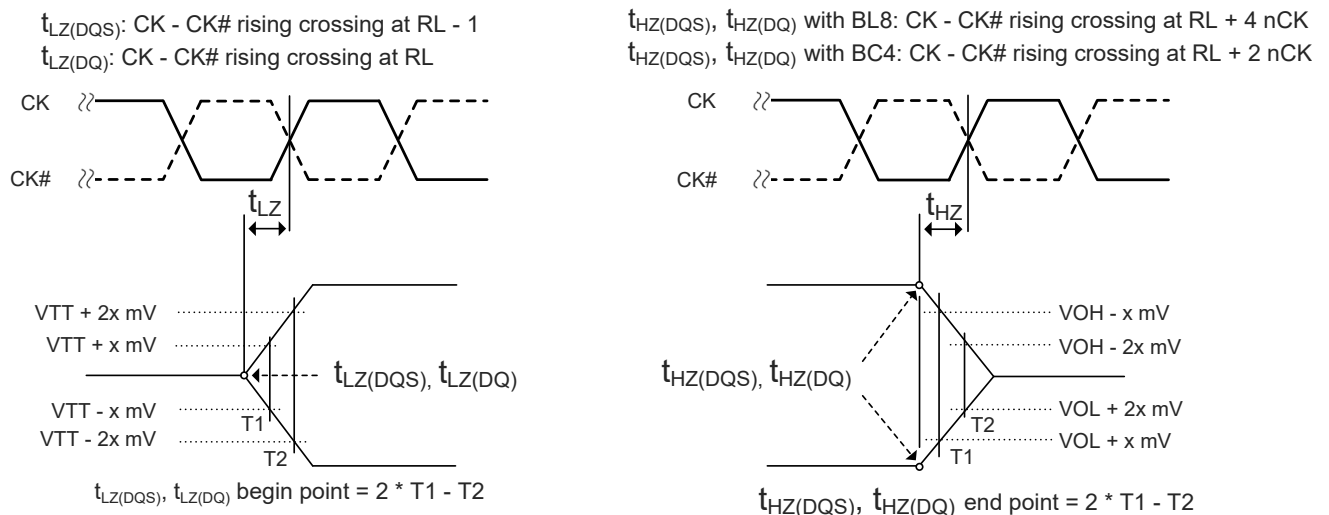 tLZ(DQS): CK - CK# rising crossing at RL - 1
tLZ(DQ): CK - CK# rising crossing at RL
CK
CK#
tLZ
VTT + 2x mV
VTT + x mV
tLZ(DQS), tLZ(DQ)
VTT - x mV
T1
VTT - 2x mV
T2
tLZ(DQS), tLZ(DQ) begin point = 2 * T1 - T2
tHZ(DQS), tHZ(DQ) with BL8: CK - CK# rising crossing at RL + 4 nCK
tHZ(DQS), tHZ(DQ) with BC4: CK - CK# rising crossing at RL + 2 nCK
CK
CK#
tHZ
VOH - x mV
VOH - 2x mV
tHZ(DQS), tHZ(DQ)
VOL + 2x mV
T2
VOL + x mV
T1
tHZ(DQS), tHZ(DQ) end point = 2 * T1 - T2